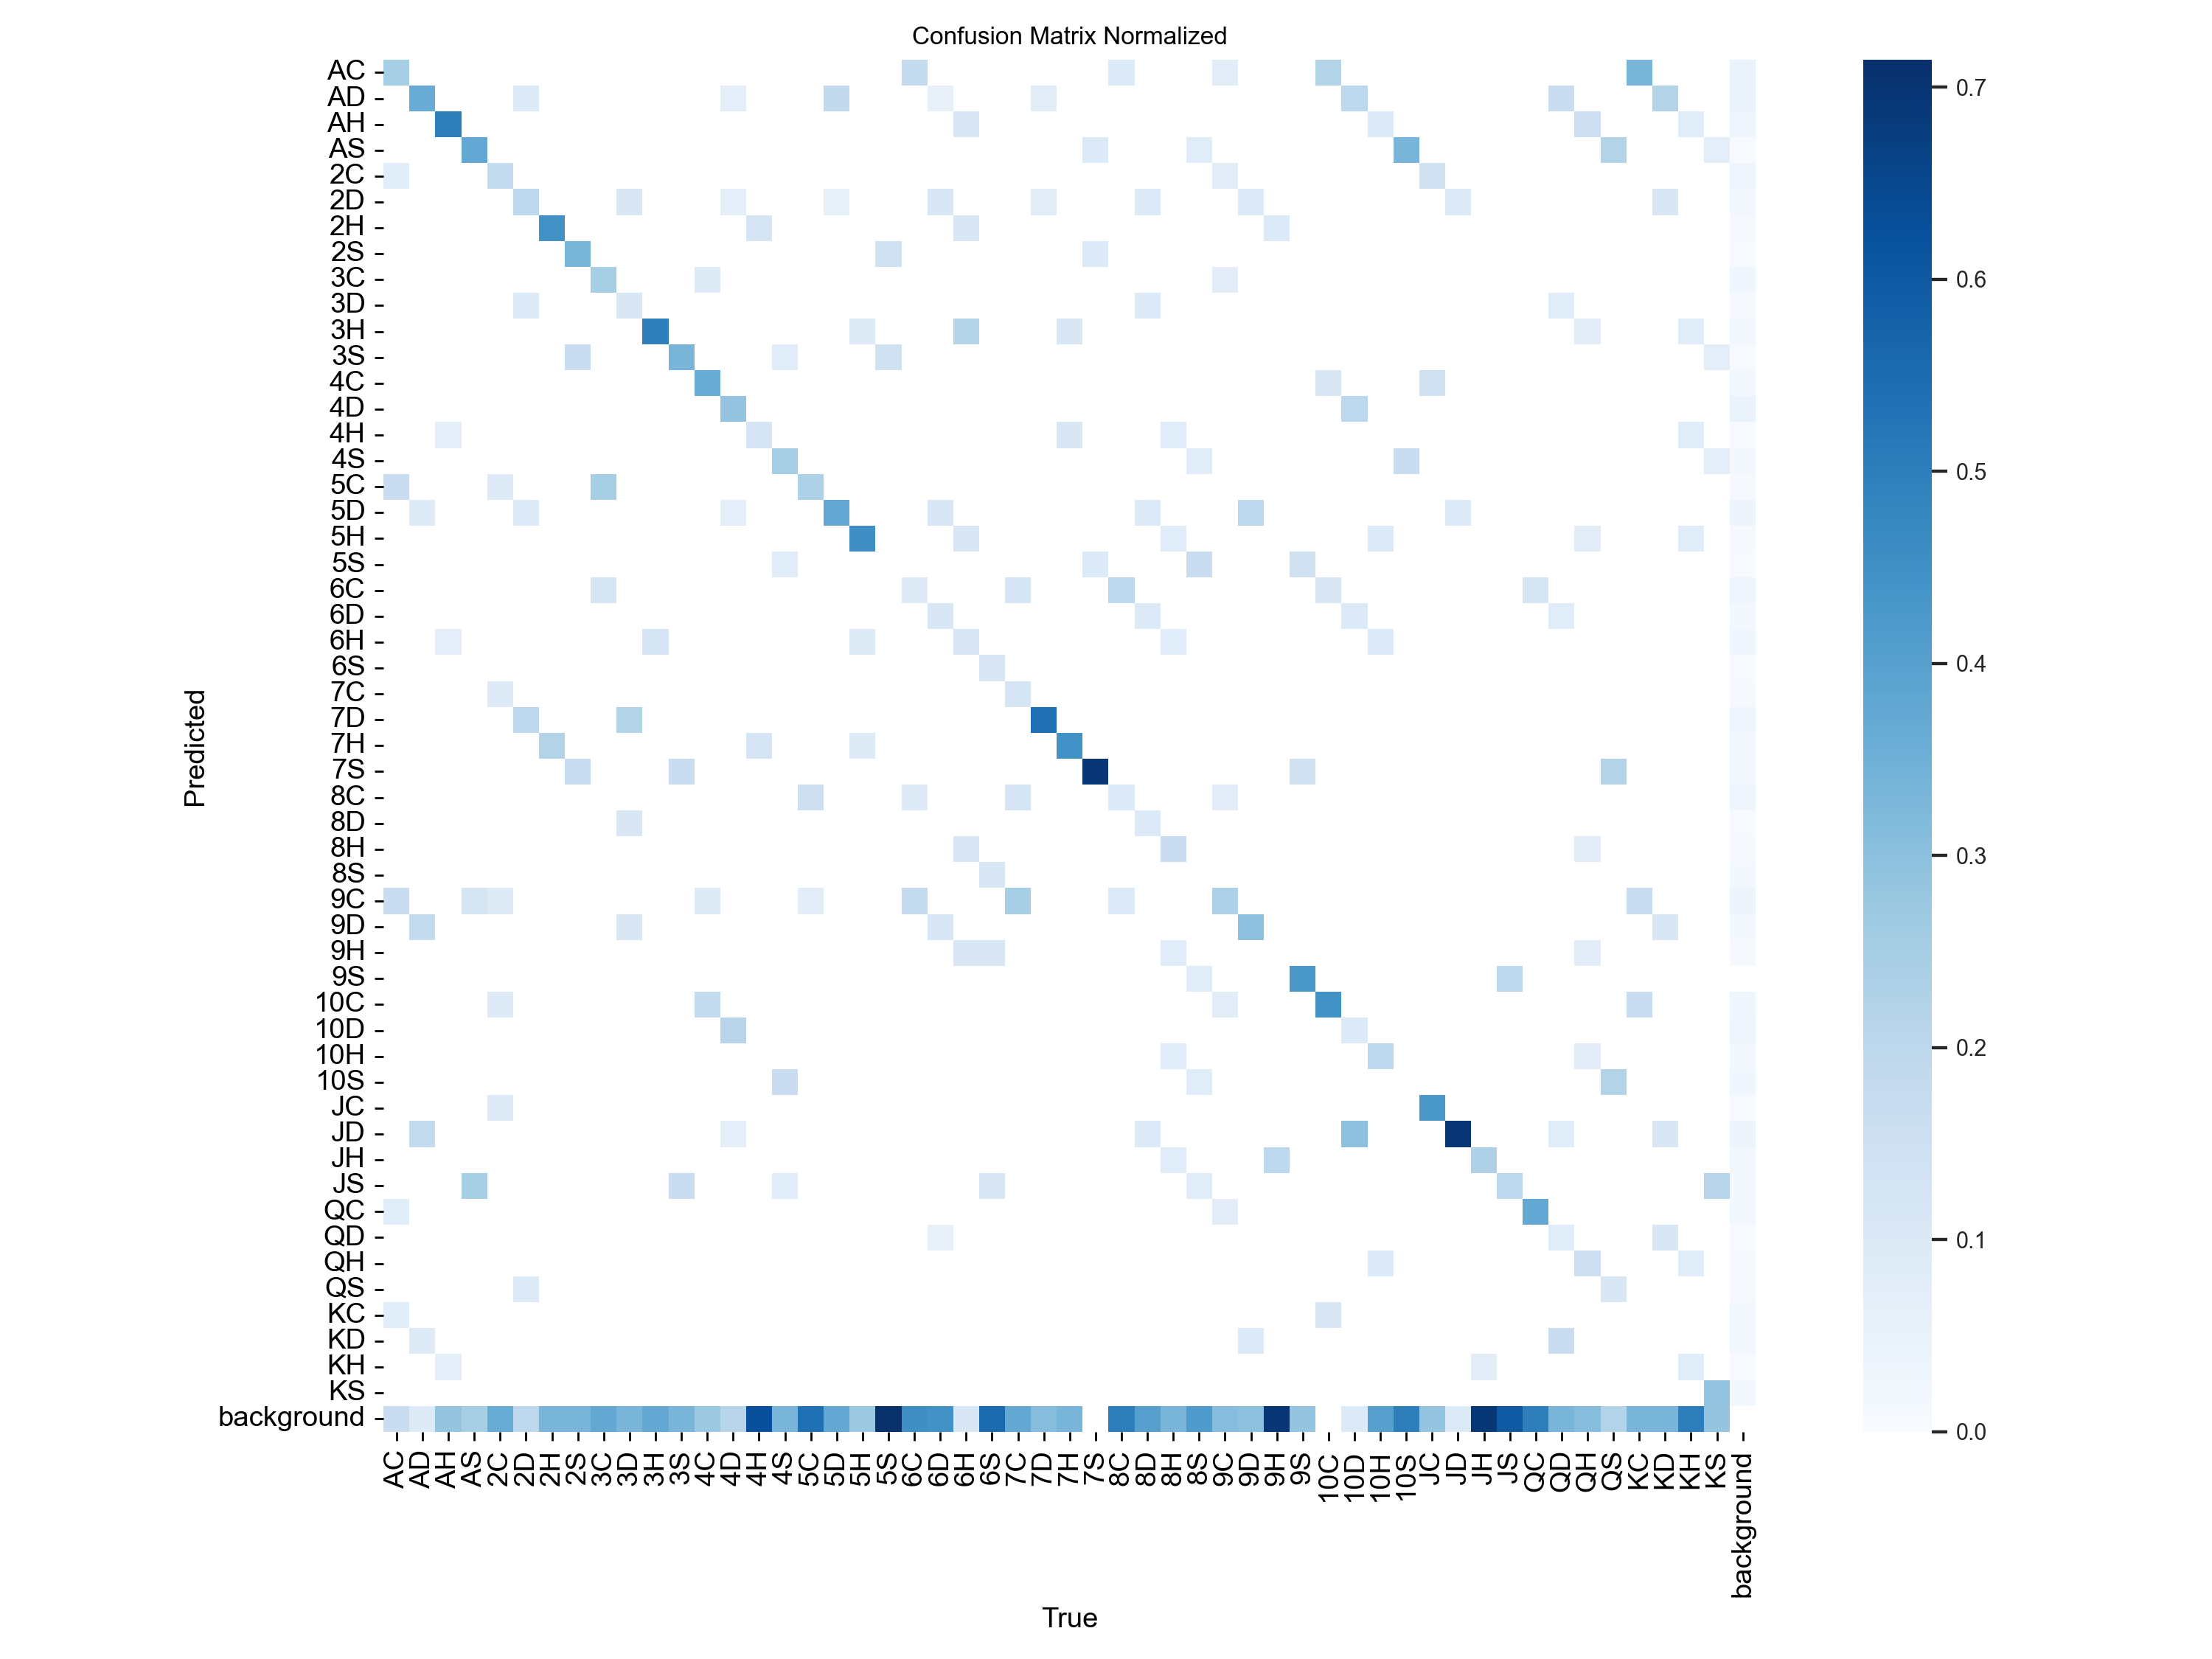 Confusion Matrix Normalized
AC
AD
AH
AS
2C
2D
2H
2S
3C
3D
3H
3S
4C
4D
4H
4S
5C
5D
5H
5S
6C
6D
6H
6S
7C
7D
7H
7S
8C
8D
8H
8S
9C
9D
9H
9S
10C
10D
10H
10S
JC
JD
JH
JS
QC
QD
QH
QS
KC
KD
KH
KS
background
Predicted
AC AD AH AS 2C 2D 2H 2S 3C 3D 3H 3S 4C 4D 4H 4S 5C 5D 5H 5S 6C 6D 6H 6S 7C 7D 7H 7S 8C 8D 8H 8S 9C 9D 9H 9S 10C 10D 10H 10S JC JD JH JS QC QD QH QS KC KD KH KS background
True
0.7
0.6
0.5
0.4
0.3
0.2
0.1
0.0